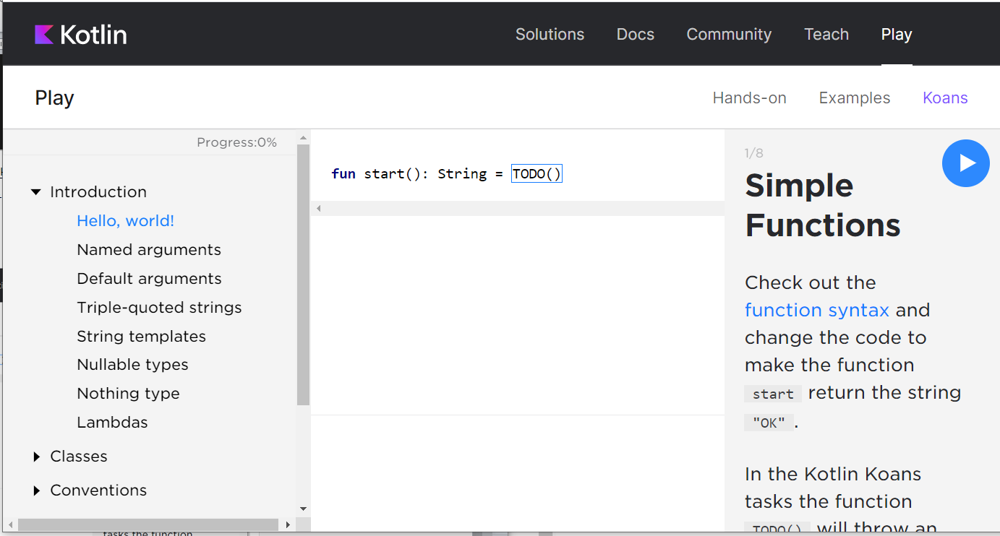 Kotlin
Solutions Docs Community Teach Play
Play
Hands-on Examples Koans
Progress:0%
Introduction
Hello, world!
Named arguments
Default arguments
Triple-quoted strings
String templates
Nullable types
Nothing type
Lambdas
Classes
Conventions
fun start(): String = TODO()
1/8
Simple
Functions
Check out the
function syntax and
change the code to
make the function
start return the string
"OK" .
In the Kotlin Koans
tasks the function
TODO() will throw an
tasks the function